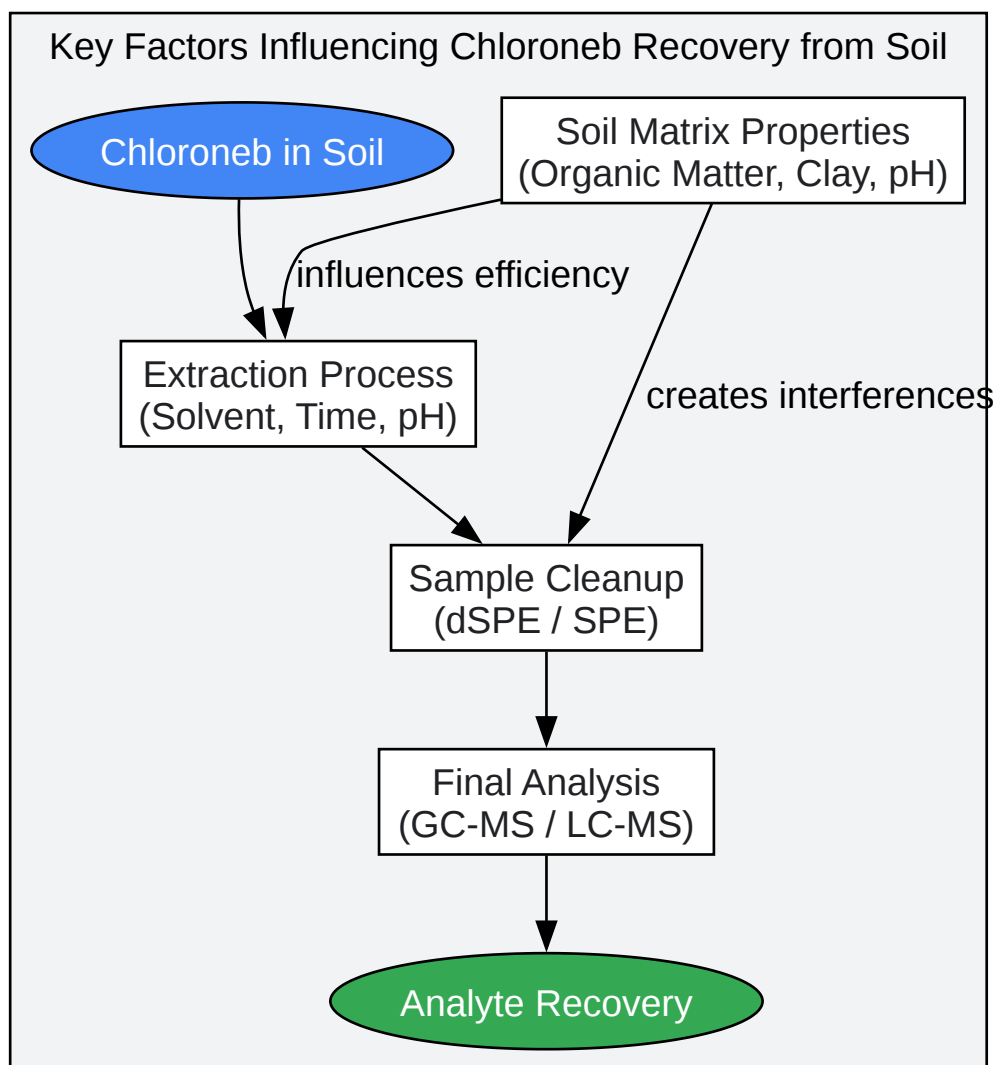 Key Factors Influencing Chloroneb Recovery from Soil
Chloroneb in Soil
Soil Matrix Properties
(Organic Matter, Clay, pH)
influences efficiency
Extraction Process
(Solvent, Time, pH)
creates interferences
Sample Cleanup
(dSPE / SPE)
Final Analysis
(GC-MS / LC-MS)
Analyte Recovery